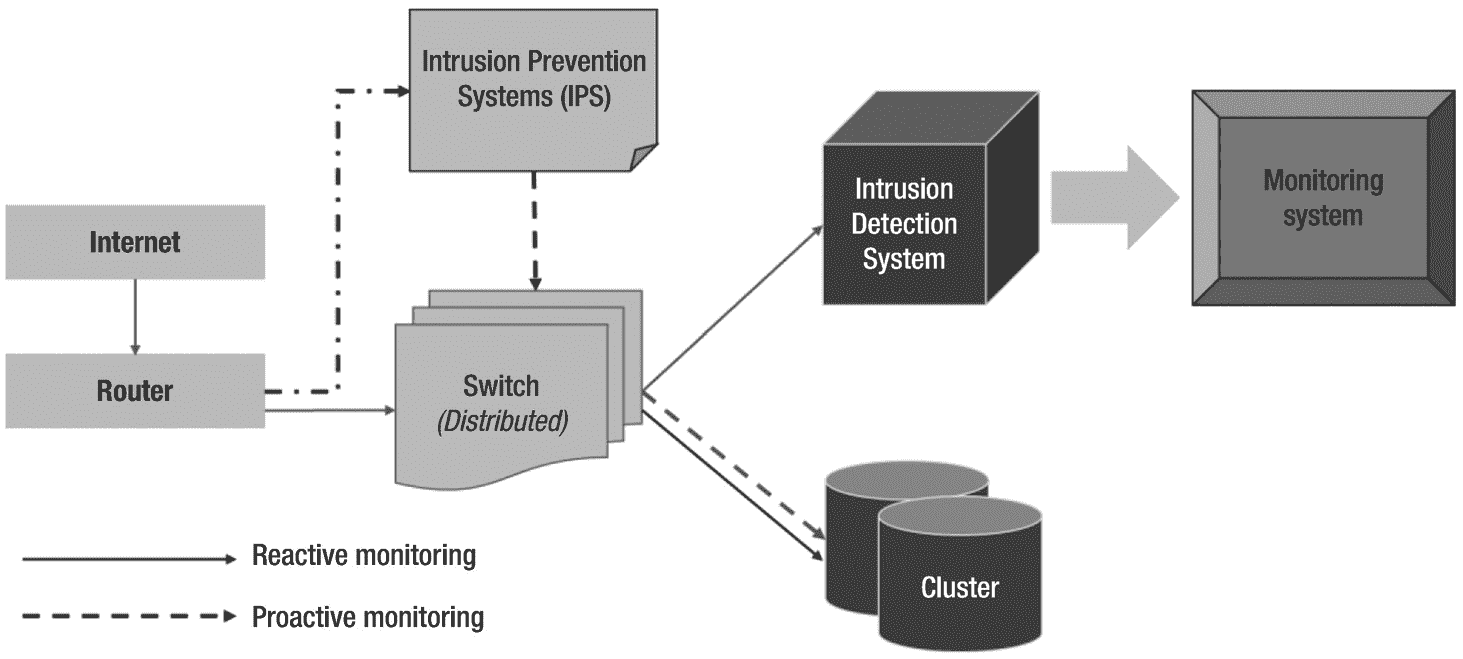 Intrusion Prevention
Systems (IPS)
Internet
Router
Switch
(Distributed)
Intrusion
Detection
System
Monitoring
system
Cluster
Reactive monitoring
Proactive monitoring